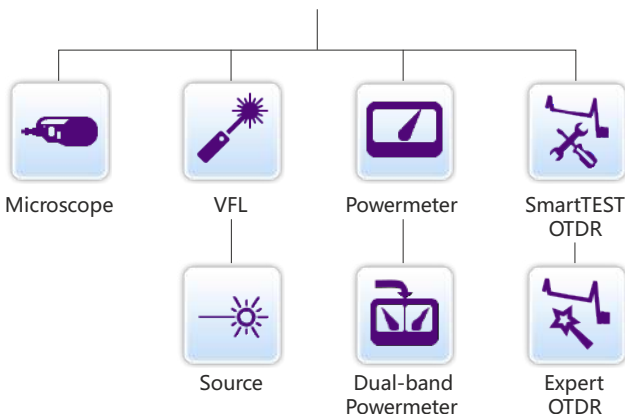 Microscope
VFL
Powermeter
SmartTEST
OTDR
Source
Dual-band
Powermeter
Expert
OTDR